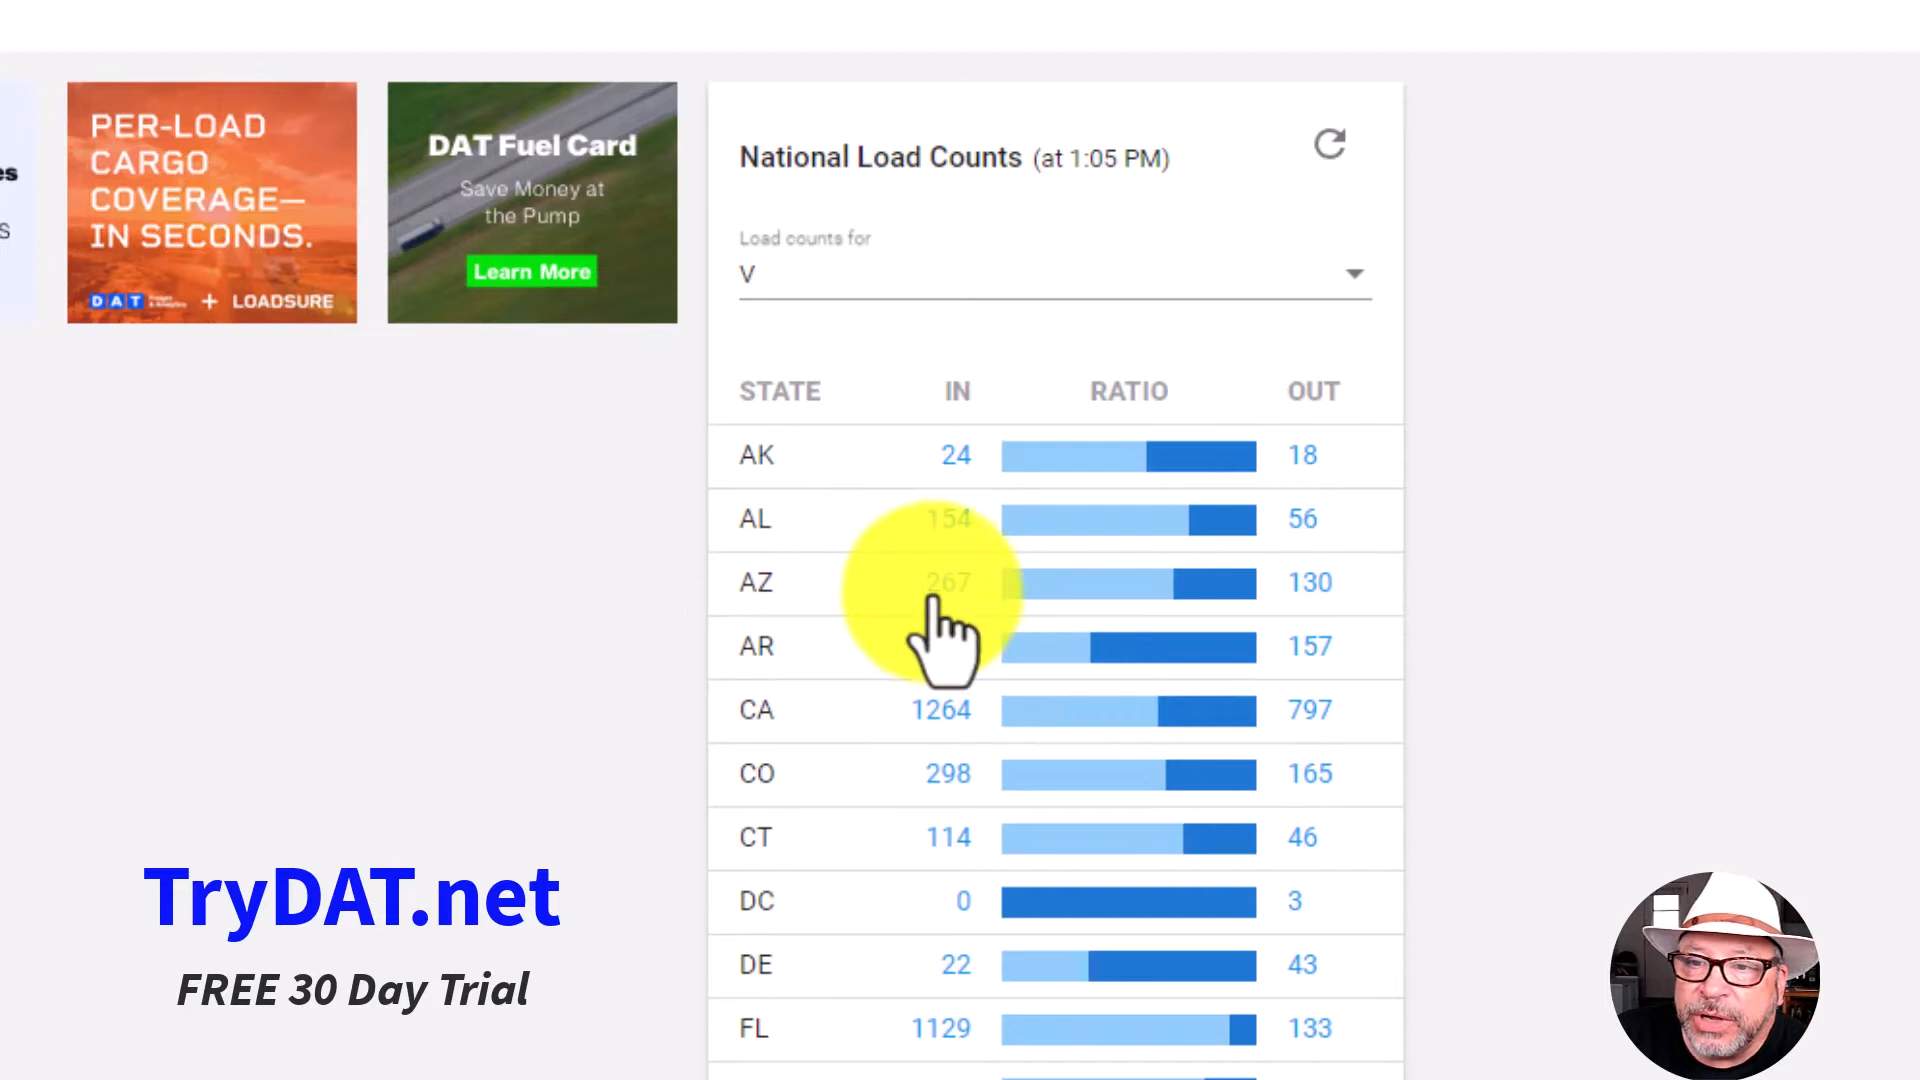 es
s
PER-LOAD
CARGO
COVERAGE—
IN SECONDS.
DAT + LOADSURE
DAT Fuel Card
Save Money at
the Pump
Learn More
National Load Counts (at 1:05 PM)
Load counts for
V
STATE IN RATIO OUT
AK 24 18
AL 154 56
AZ 267 130
AR 157
CA 1264 797
CO 298 165
CT 114 46
DC 0 3
DE 22 43
FL 1129 133
TryDAT.net
FREE 30 Day Trial